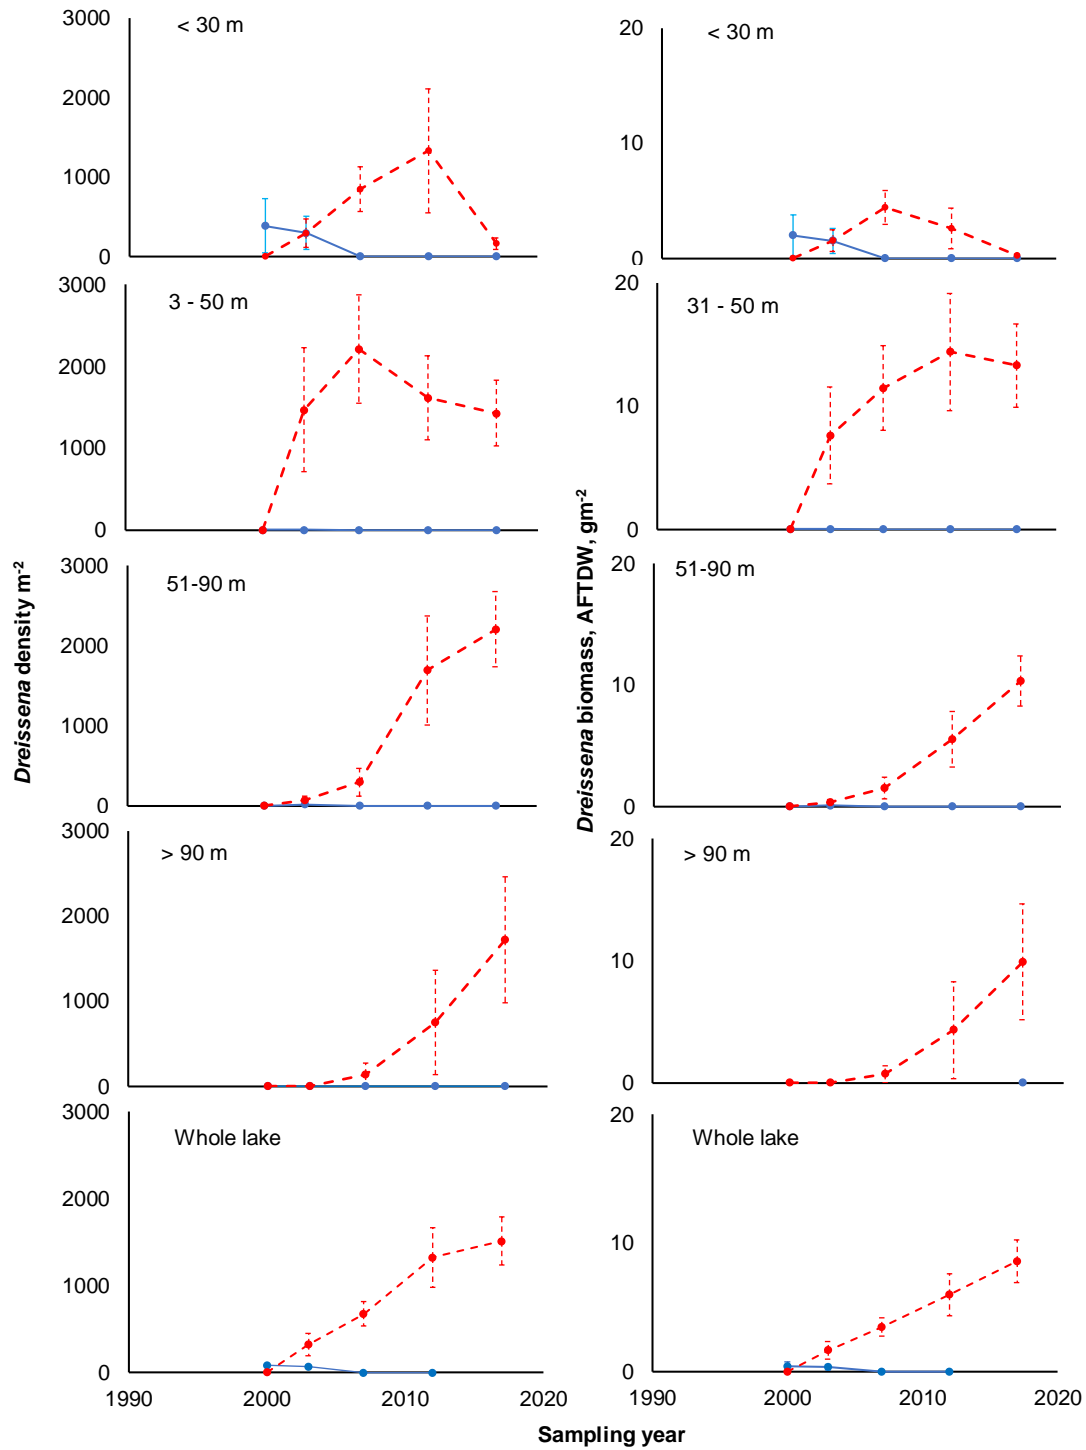 < 30 m
3000
2000
1000
0
< 30 m
20
10
0
3 - 50 m
3000
2000
1000
0
31 - 50 m
20
10
0
51-90 m
3000
2000
1000
0
51-90 m
20
10
0
> 90 m
3000
2000
1000
0
> 90 m
20
10
0
Whole lake
3000
2000
1000
0
1990 2000 2010 2020
Whole lake
20
10
0
1990 2000 2010 2020
Dreissena density m-2
Dreissena biomass, AFTDW, gm-2
Sampling year